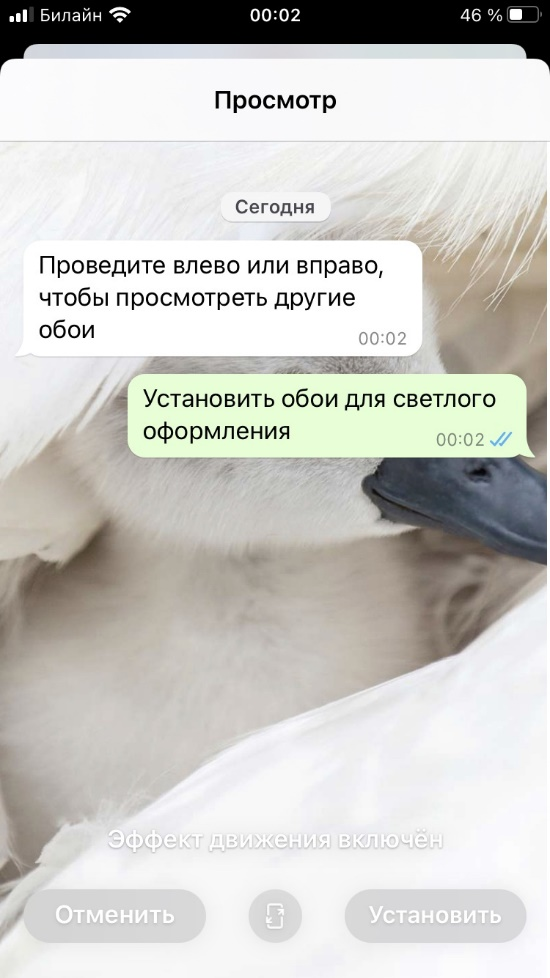 Билайн 00:02 46 %
Просмотр
Сегодня
Проведите влево или вправо,
чтобы просмотреть другие
обои 00:02
Установить обои для светлого
оформления 00:02
Эффект движения включён
Отменить Установить